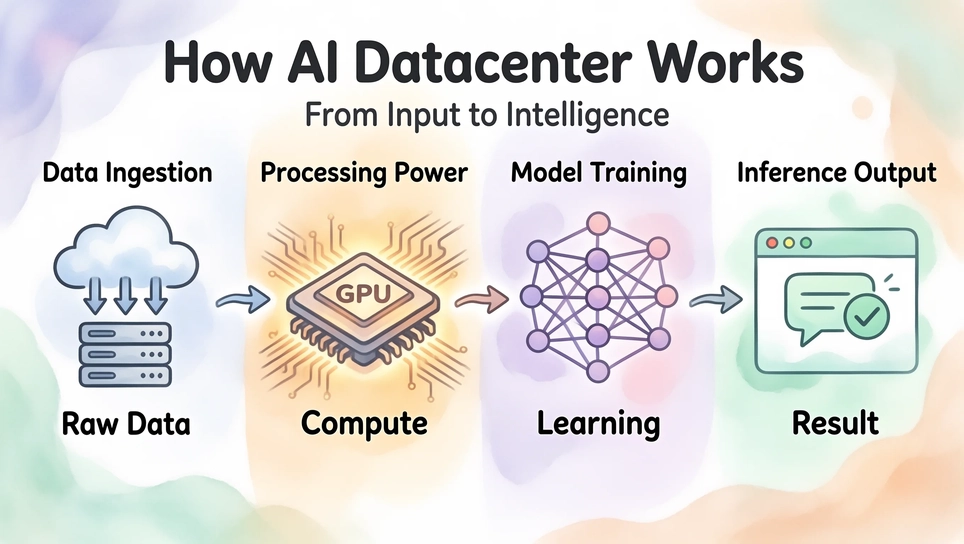 How AI Datacenter Works
From Input to Intelligence
Data Ingestion
Processing Power
Model Training
Inference Output
GPU
Raw Data
Compute
Learning
Result